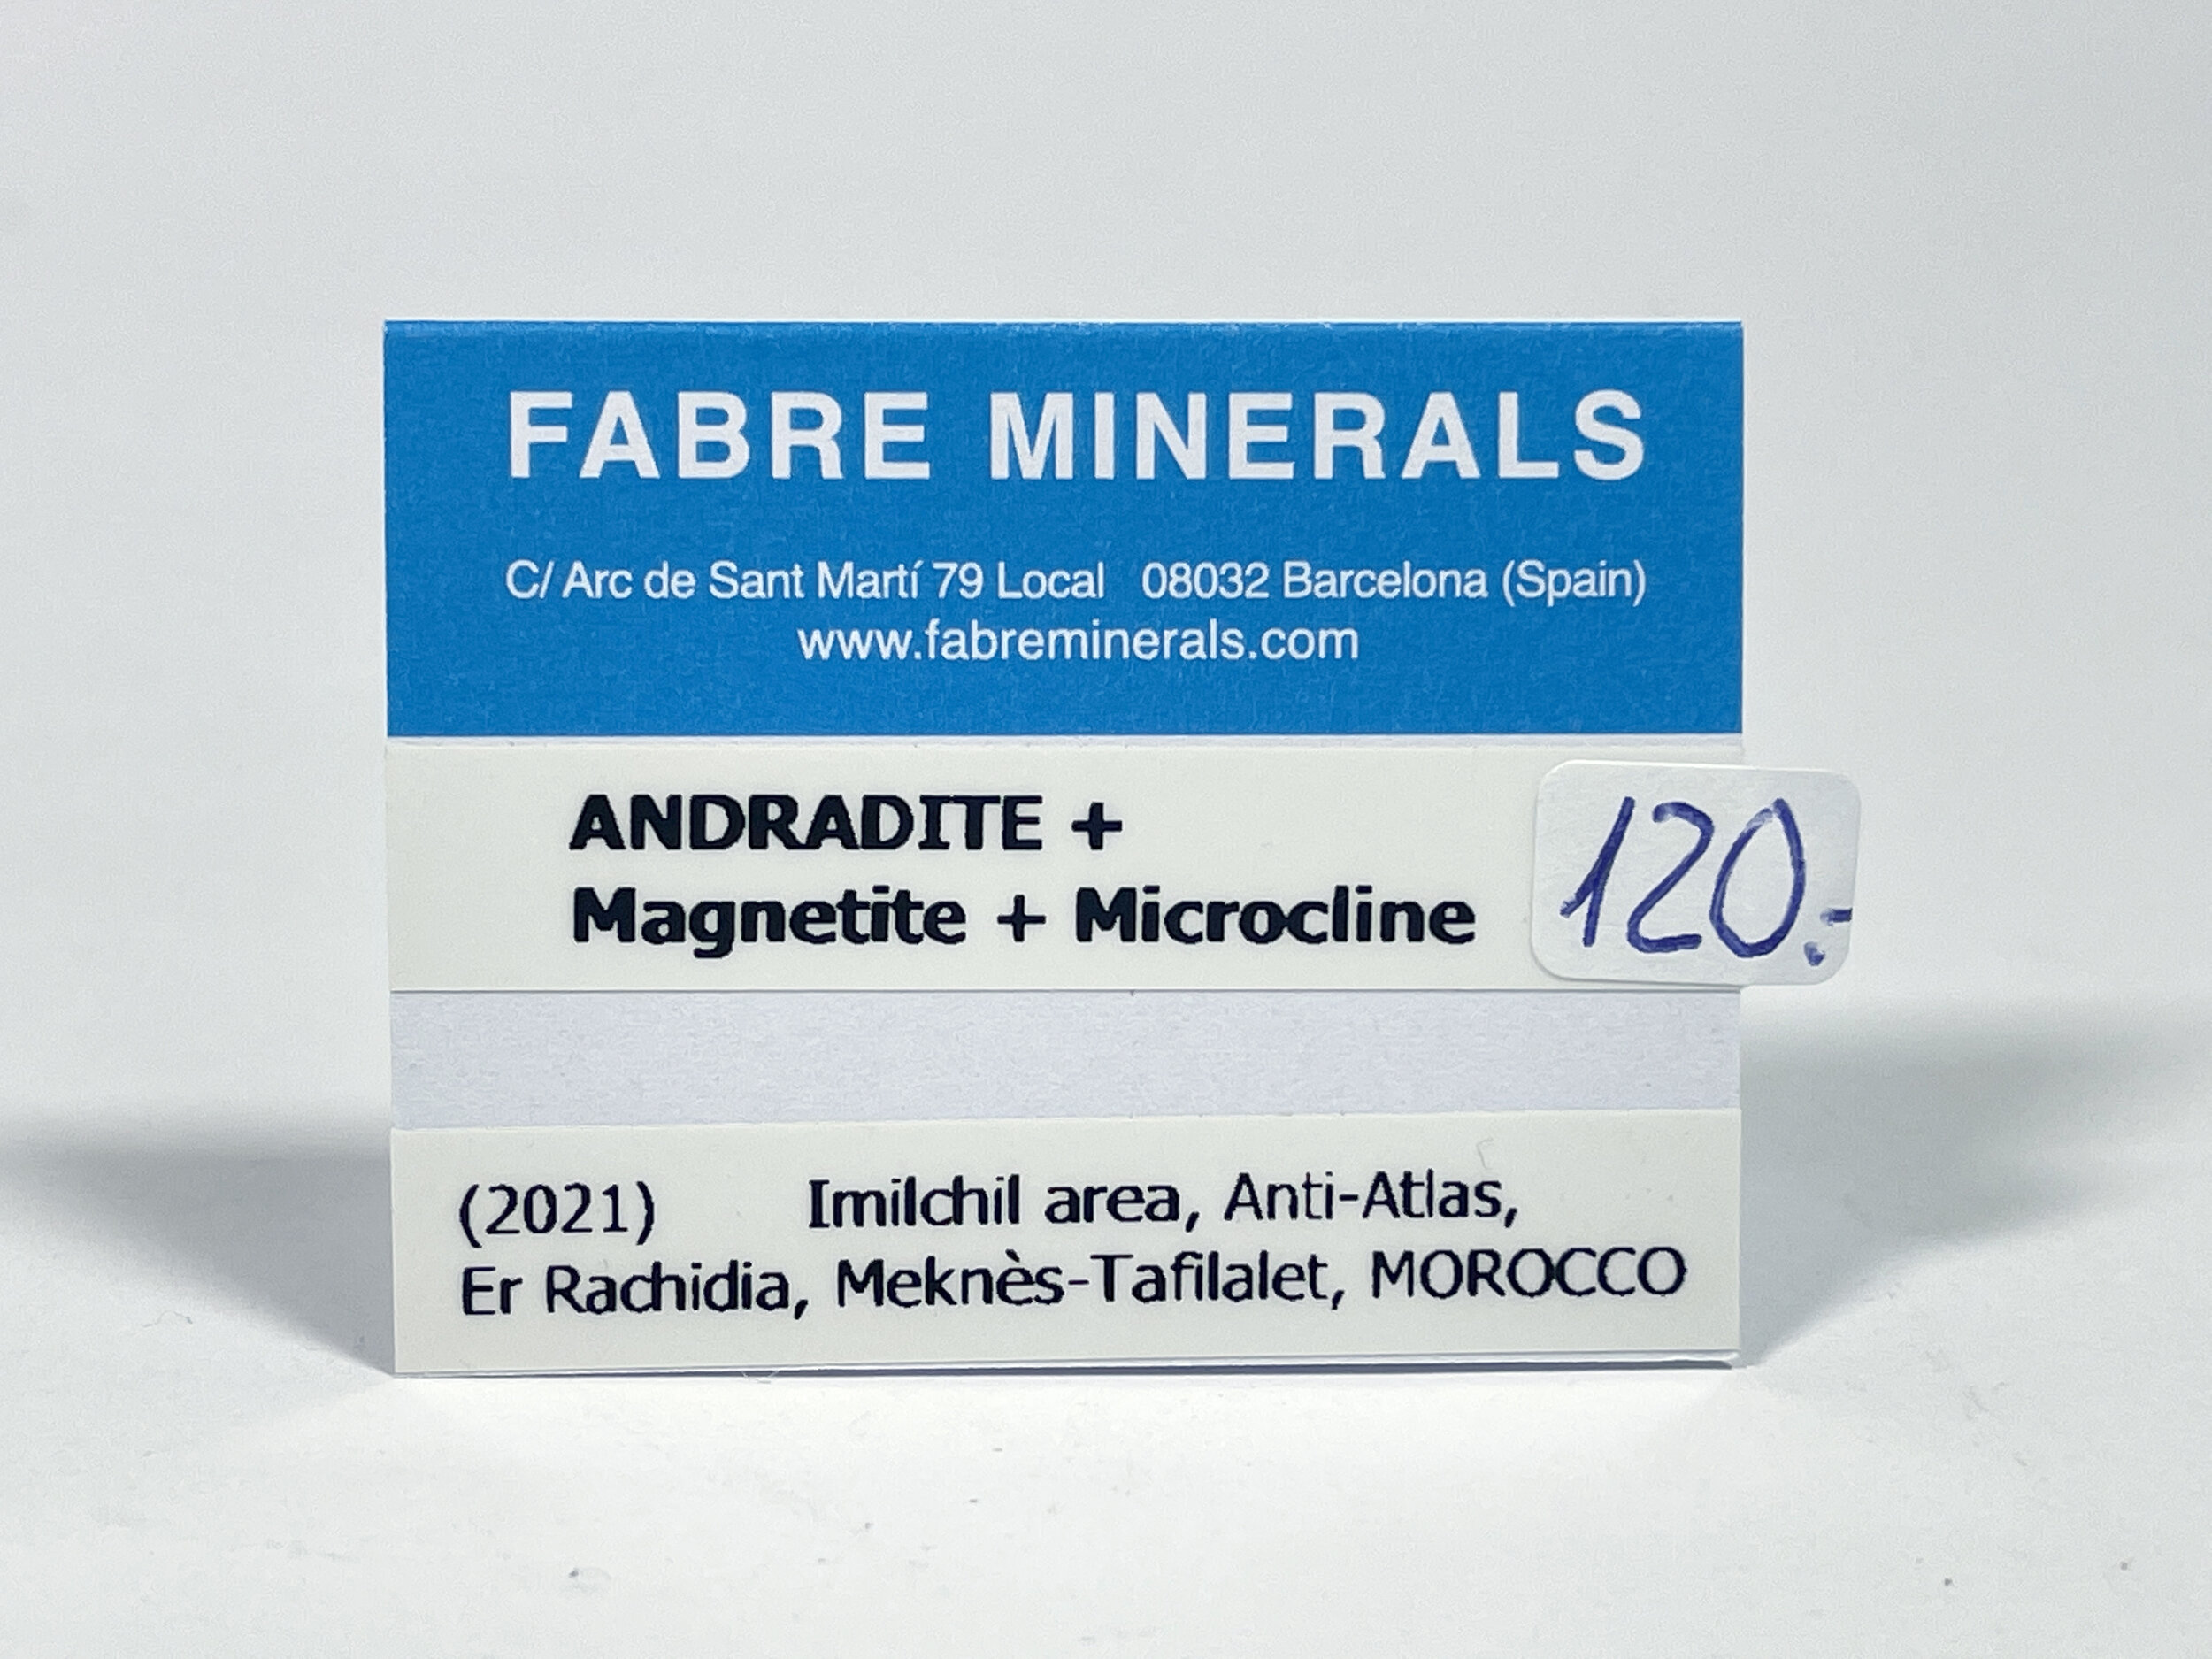 FABRE MINERALS
C/ Arc de Sant Martí 79 Local 08032 Barcelona (Spain)
www.fabreminerals.com
ANDRADITE +
Magnetite + Microcline
120.-
(2021) Imilchil area, Anti-Atlas,
Er Rachidia, Meknès-Tafilalet, MOROCCO